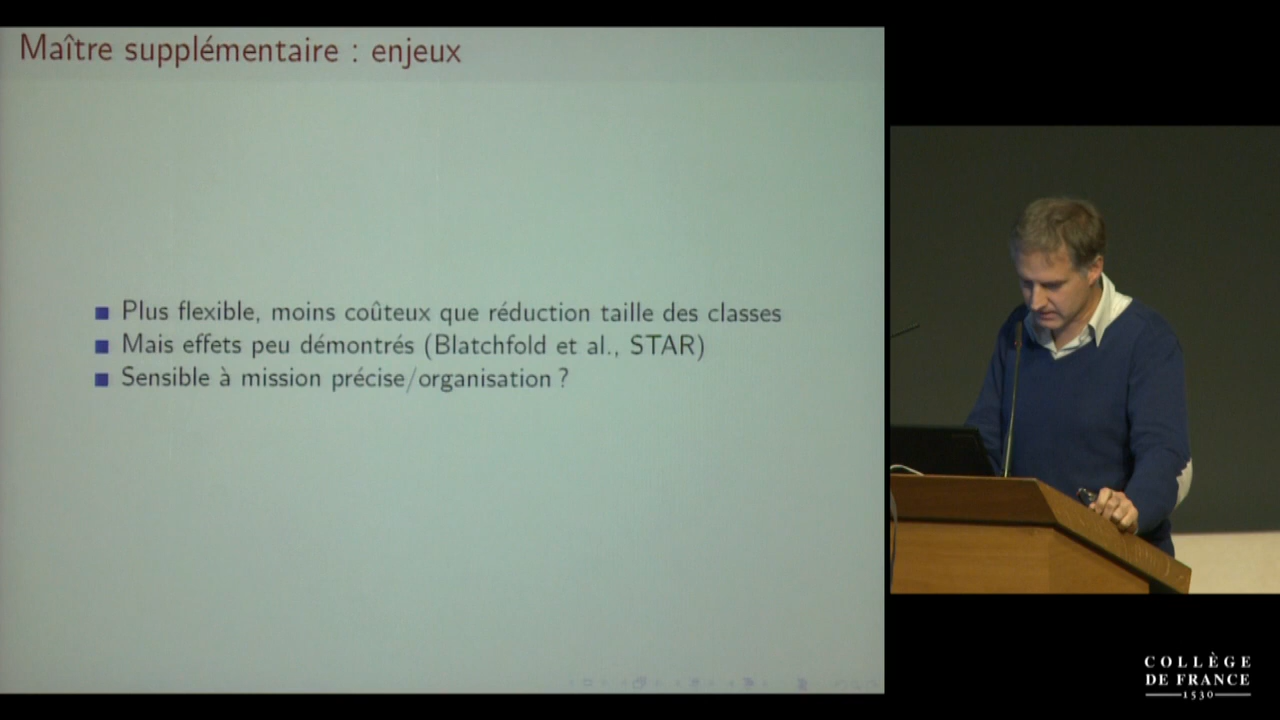 Maître supplémentaire : enjeux
Plus flexible, moins coûteux que réduction taille des classes
Mais effets peu démontrés (Blatchfold et al., STAR)
Sensible à mission précise/organisation ?
COLLÈGE
DE FRANCE
1530